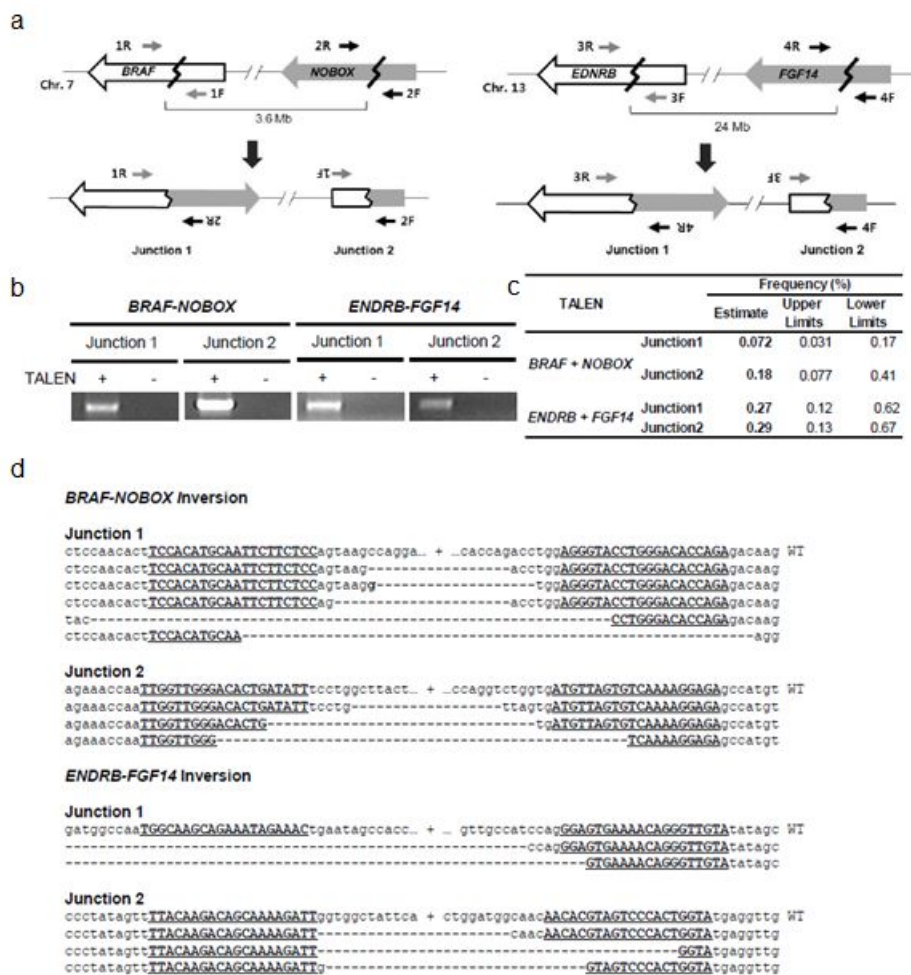 a
1R
BRAF
1F
2R
NOBOX
2F
Chr. 7
3.6 Mb
1R
2R
1F
2F
Junction 1
Junction 2
3R
EDNRB
3F
4R
FGF14
4F
Chr. 13
24 Mb
3R
4R
3F
4F
Junction 1
Junction 2
b
BRAF-NOBOX ENDRB-FGF14
Junction 1 Junction 2 Junction 1 Junction 2
TALEN + - + - + - + -
c
Frequency (%)
TALEN Estimate Upper Limits Lower Limits
BRAF + NOBOX
Junction1 0.072 0.031 0.17
Junction2 0.18 0.077 0.41
ENDRB + FGF14
Junction1 0.27 0.12 0.62
Junction2 0.29 0.13 0.67
d
BRAF-NOBOX Inversion
Junction 1
ctccaacactTCCACATGCAATTCTTCTCCagtaagccagga… + …caccagacctggAGGGTACCTGGGACACCAGAgacaag WT
ctccaacactTCCACATGCAATTCTTCTCCagtaag-----------------acctggAGGGTACCTGGGACACCAGAgacaag
ctccaacactTCCACATGCAATTCTTCTCCagtaagg-------------------tggAGGGTACCTGGGACACCAGAgacaag
ctccaacactTCCACATGCAATTCTTCTCCag---------------------acctggAGGGTACCTGGGACACCAGAgacaag
tac--------------------------------------------------------------CCTGGGACACCAGAgacaag
ctccaacactTCCACATGCAA-------------------------------------------------------------agg
Junction 2
agaaaccaaTTGGTTGGGACACTGATATTtcctggcttact… + …ccaggtctggtgATGTTAGTGTCAAAAGGAGAgccatgt WT
agaaaccaaTTGGTTGGGACACTGATATTtcctg------------------ttagtgATGTTAGTGTCAAAAGGAGAgccatgt
agaaaccaaTTGGTTGGGACACTG--------------------------------tgATGTTAGTGTCAAAAGGAGAgccatgt
agaaaccaaTTGGTTGGG-------------------------------------------------TCAAAAGGAGAgccatgt
ENDRB-FGF14 Inversion
Junction 1
gatggccaaTGGCAAGCAGAAATAGAAACtgaatagccacc… + … gttgccatccagGGAGTGAAAACAGGGTTGTAtatagc WT
-------------------------------------------------------ccagGGAGTGAAAACAGGGTTGTAtatagc
--------------------------------------------------------------GTGAAAACAGGGTTGTAtatagc
Junction 2
ccctatagttTTACAAGACAGCAAAAGATTggtggctattca + ctggatggcaacAACACGTAGTCCCACTGGTAtgaggttg WT
ccctatagttTTACAAGACAGCAAAAGATT-----------------------caacAACACGTAGTCCCACTGGTAtgaggttg
ccctatagttTTACAAGACAGCAAAAGATT-------------------------------------------GGTAtgaggttg
ccctatagttTTACAAGACAGCAAAAGATTg-------------------------------GTAGTCCCACTGGTAtgaggttg